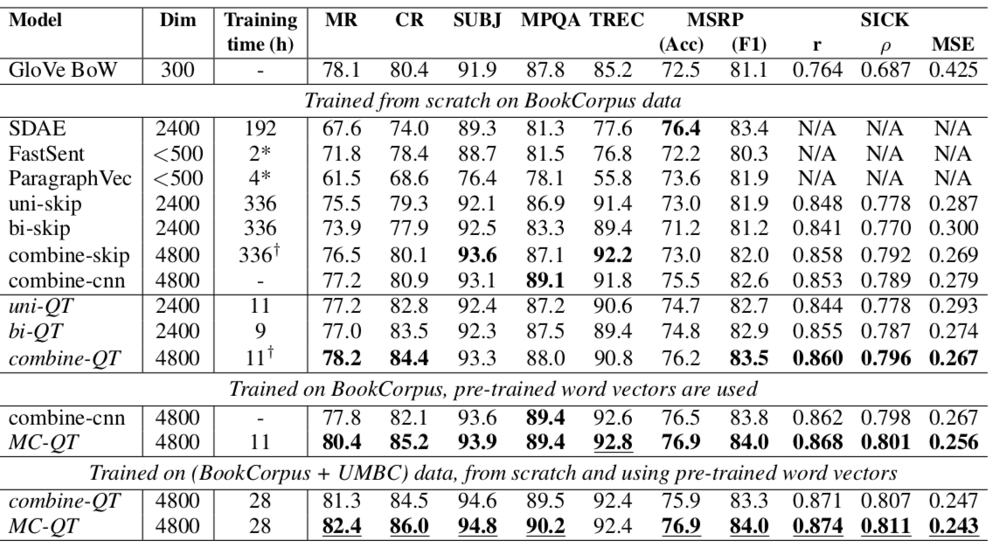 Model Dim Training MR CR SUBJ MPQA TREC MSRP SICK
time (h) (Acc) (F1) r ρ MSE
GloVe BoW 300 - 78.1 80.4 91.9 87.8 85.2 72.5 81.1 0.764 0.687 0.425
Trained from scratch on BookCorpus data
SDAE 2400 192 67.6 74.0 89.3 81.3 77.6 76.4 83.4 N/A N/A N/A
FastSent <500 2* 71.8 78.4 88.7 81.5 76.8 72.2 80.3 N/A N/A N/A
ParagraphVec <500 4* 61.5 68.6 76.4 78.1 55.8 73.6 81.9 N/A N/A N/A
uni-skip 2400 336 75.5 79.3 92.1 86.9 91.4 73.0 81.9 0.848 0.778 0.287
bi-skip 2400 336 73.9 77.9 92.5 83.3 89.4 71.2 81.2 0.841 0.770 0.300
combine-skip 4800 336† 76.5 80.1 93.6 87.1 92.2 73.0 82.0 0.858 0.792 0.269
combine-cnn 4800 - 77.2 80.9 93.1 89.1 91.8 75.5 82.6 0.853 0.789 0.279
uni-QT 2400 11 77.2 82.8 92.4 87.2 90.6 74.7 82.7 0.844 0.778 0.293
bi-QT 2400 9 77.0 83.5 92.3 87.5 89.4 74.8 82.9 0.855 0.787 0.274
combine-QT 4800 11† 78.2 84.4 93.3 88.0 90.8 76.2 83.5 0.860 0.796 0.267
Trained on BookCorpus, pre-trained word vectors are used
combine-cnn 4800 - 77.8 82.1 93.6 89.4 92.6 76.5 83.8 0.862 0.798 0.267
MC-QT 4800 11 80.4 85.2 93.9 89.4 92.8 76.9 84.0 0.868 0.801 0.256
Trained on (BookCorpus + UMBC) data, from scratch and using pre-trained word vectors
combine-QT 4800 28 81.3 84.5 94.6 89.5 92.4 75.9 83.3 0.871 0.807 0.247
MC-QT 4800 28 82.4 86.0 94.8 90.2 92.4 76.9 84.0 0.874 0.811 0.243